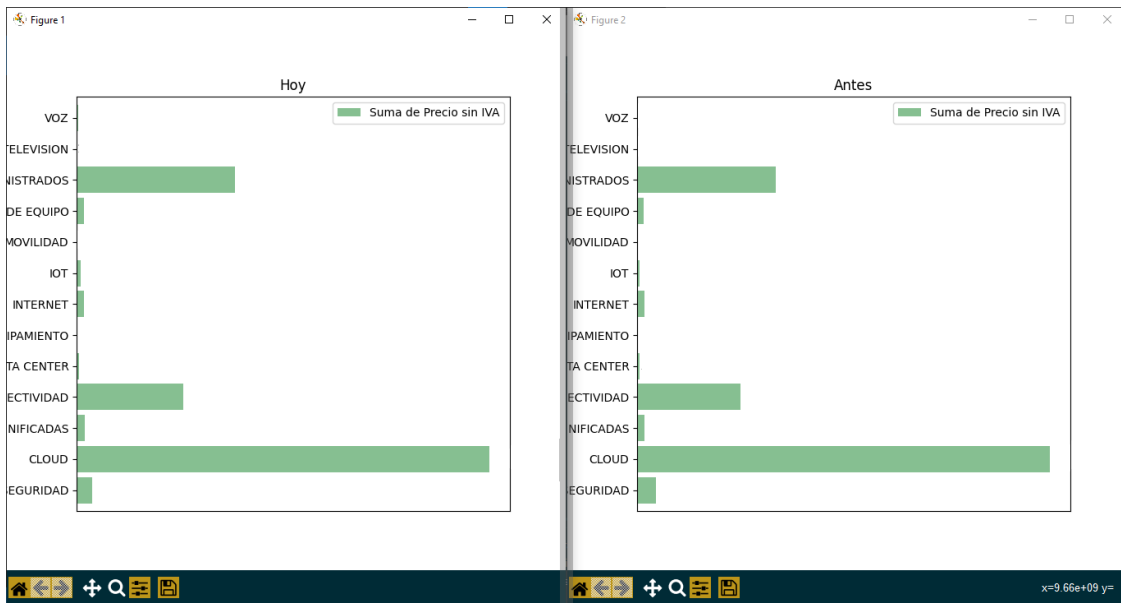 Figure 1
Hoy
Suma de Precio sin IVA
VOZ
TELEVISION
NISTRADOS
DE EQUIPO
MOVILIDAD
IOT
INTERNET
IPAMIENTO
TA CENTER
ECTIVIDAD
NIFICADAS
CLOUD
SEGURIDAD
Figure 2
Antes
Suma de Precio sin IVA
VOZ
TELEVISION
NISTRADOS
DE EQUIPO
MOVILIDAD
IOT
INTERNET
IPAMIENTO
TA CENTER
ECTIVIDAD
NIFICADAS
CLOUD
SEGURIDAD
x=9.66e+09 y=